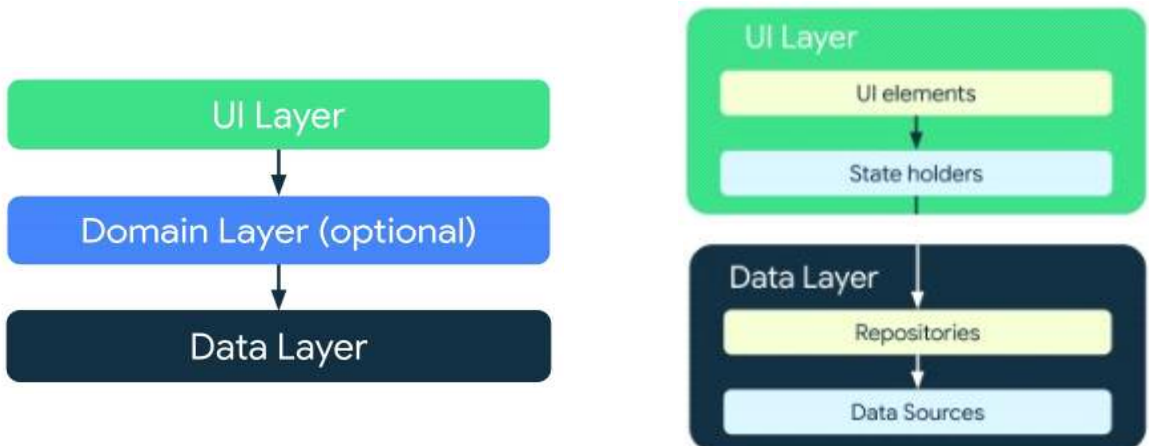 UI Layer
Domain Layer (optional)
Data Layer
UI Layer
UI elements
State holders
Data Layer
Repositories
Data Sources